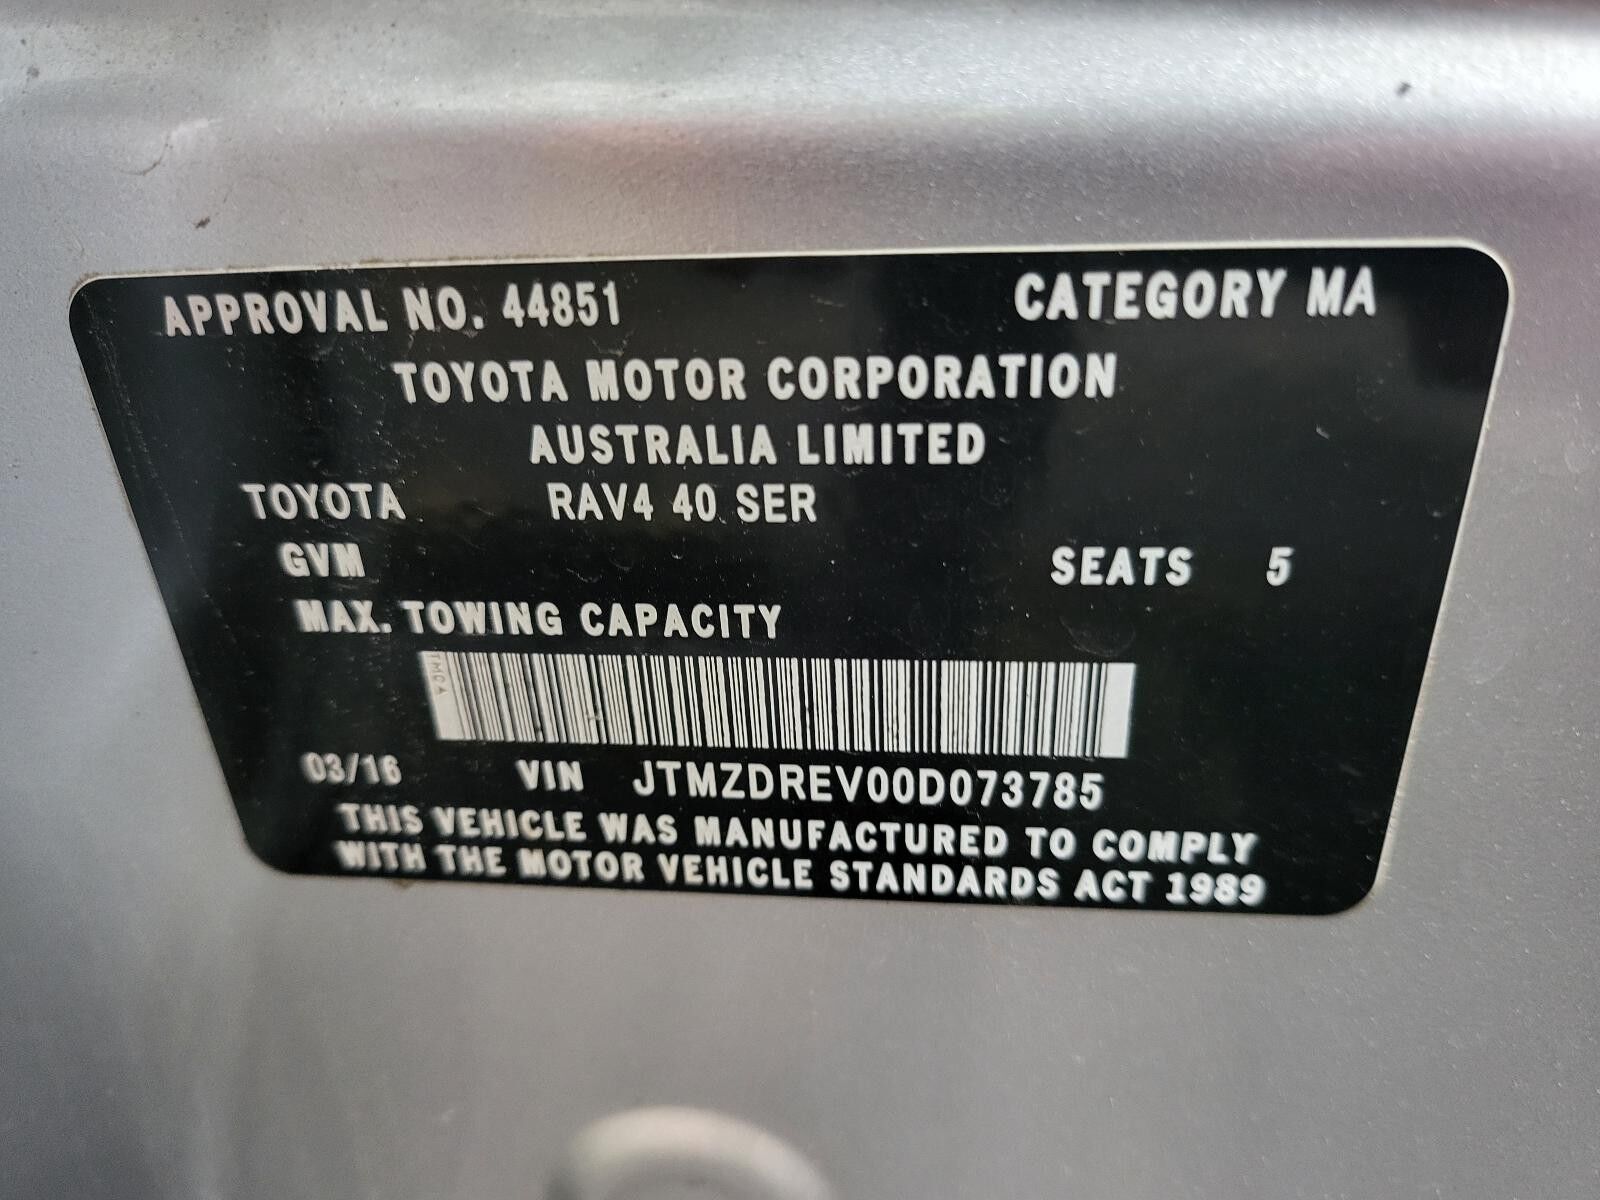 APPROVAL NO. 44851 CATEGORY MA
TOYOTA MOTOR CORPORATION
AUSTRALIA LIMITED
TOYOTA RAV4 40 SER
GVM SEATS 5
MAX. TOWING CAPACITY
TMCA
03/16 VIN JTMZDREV00D073785
THIS VEHICLE WAS MANUFACTURED TO COMPLY
WITH THE MOTOR VEHICLE STANDARDS ACT 1989